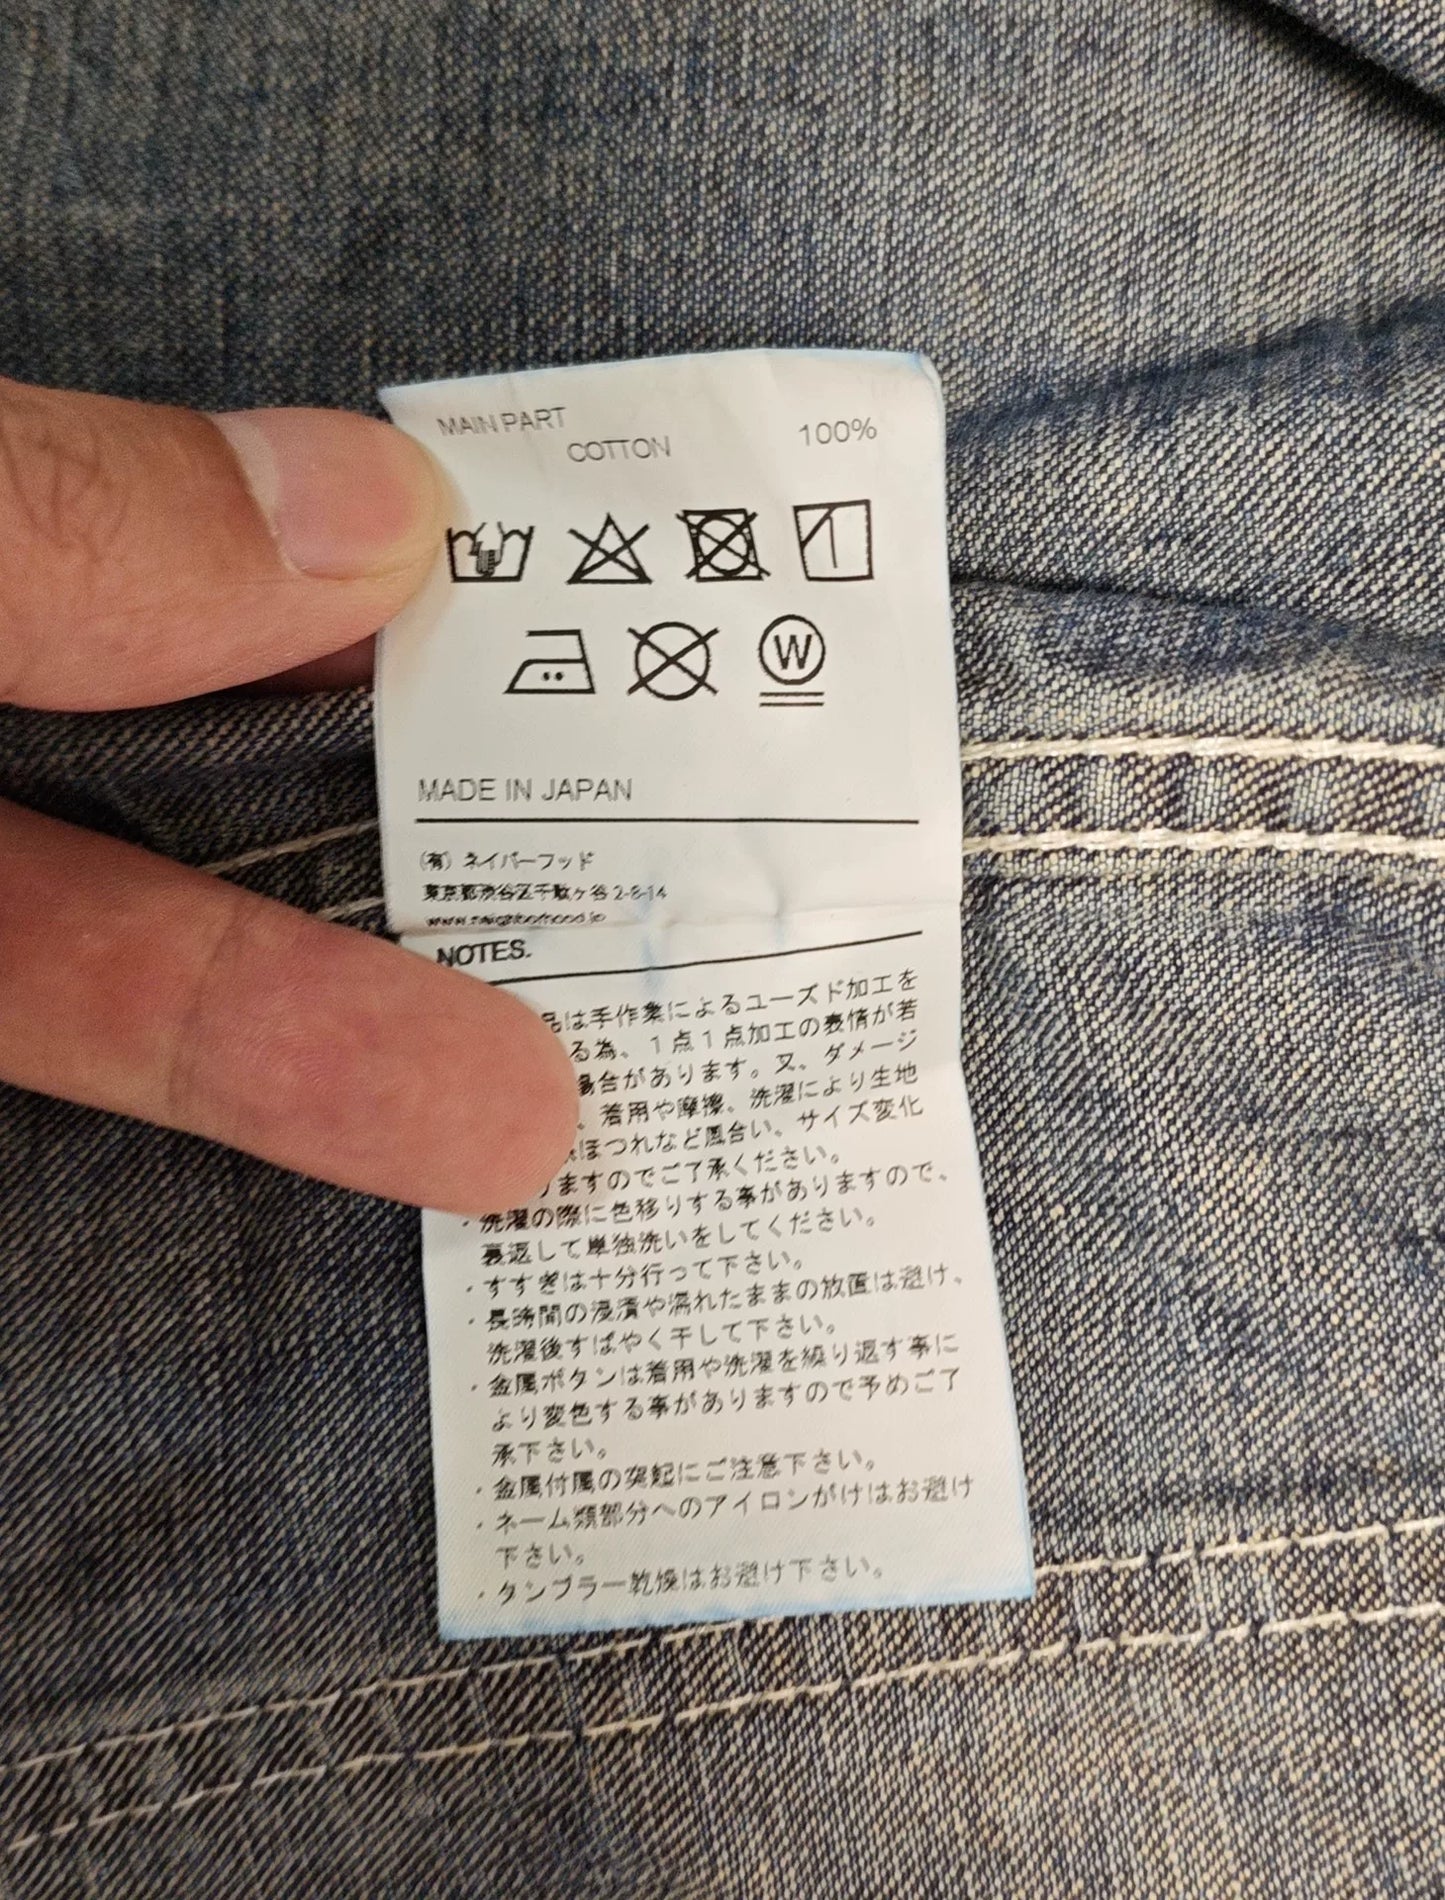 MAIN PART
COTTON 100%
W
MADE IN JAPAN
(有) ネイバーフッド
東京都渋谷区千駄ヶ谷 2-8-14
www.neighborhood.jp
NOTES.
品は手作業によるユーズド加工を
る為、1点1点加工の表情が若
場合があります。又、ダメージ
、着用や摩擦、洗濯により生地
ほつれなど風合い、サイズ変化
りますのでご了承ください。
・洗濯の際に色移りする事がありますので、
裏返して単独洗いをしてください。
・すすぎは十分行って下さい。
・長時間の浸漬や濡れたままの放置は避け、
洗濯後すばやく干して下さい。
・金属ボタンは着用や洗濯を繰り返す事に
より変色する事がありますので予めご了
承下さい。
・金属付属の突起にご注意下さい。
・ネーム類部分へのアイロンがけはお避け
下さい。
・タンブラー乾燥はお避け下さい。